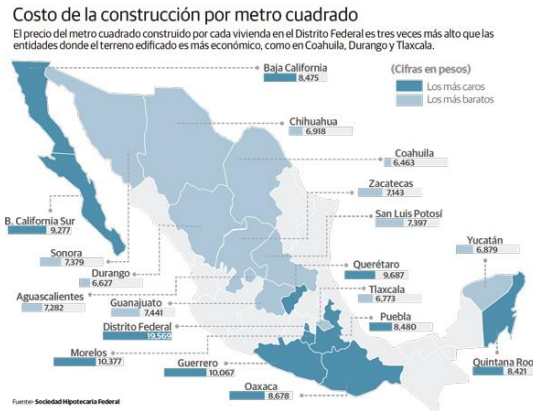 Costo de la construcción por metro cuadrado
El precio del metro cuadrado construido por cada vivienda en el Distrito Federal es tres veces más alto que las
entidades donde el terreno edificado es más económico, como en Coahuila, Durango y Tlaxcala.
Baja California
8,475
(Cifras en pesos)
Los más caros
Los más baratos
Chihuahua
6,918
Coahuila
6,463
Zacatecas
7,143
San Luis Potosí
7,397
B. California Sur
9,277
Yucatán
6,879
Sonora
7,379
Querétaro
9,687
Durango
6,627
Tlaxcala
6,773
Aguascalientes
7,282
Guanajuato
7,441
Puebla
8,480
Distrito Federal
19,569
Morelos
10,377
Guerrero
10,067
Quintana Roo
8,421
Oaxaca
8,678
Fuente• Sociedad Hipotecaria Federal